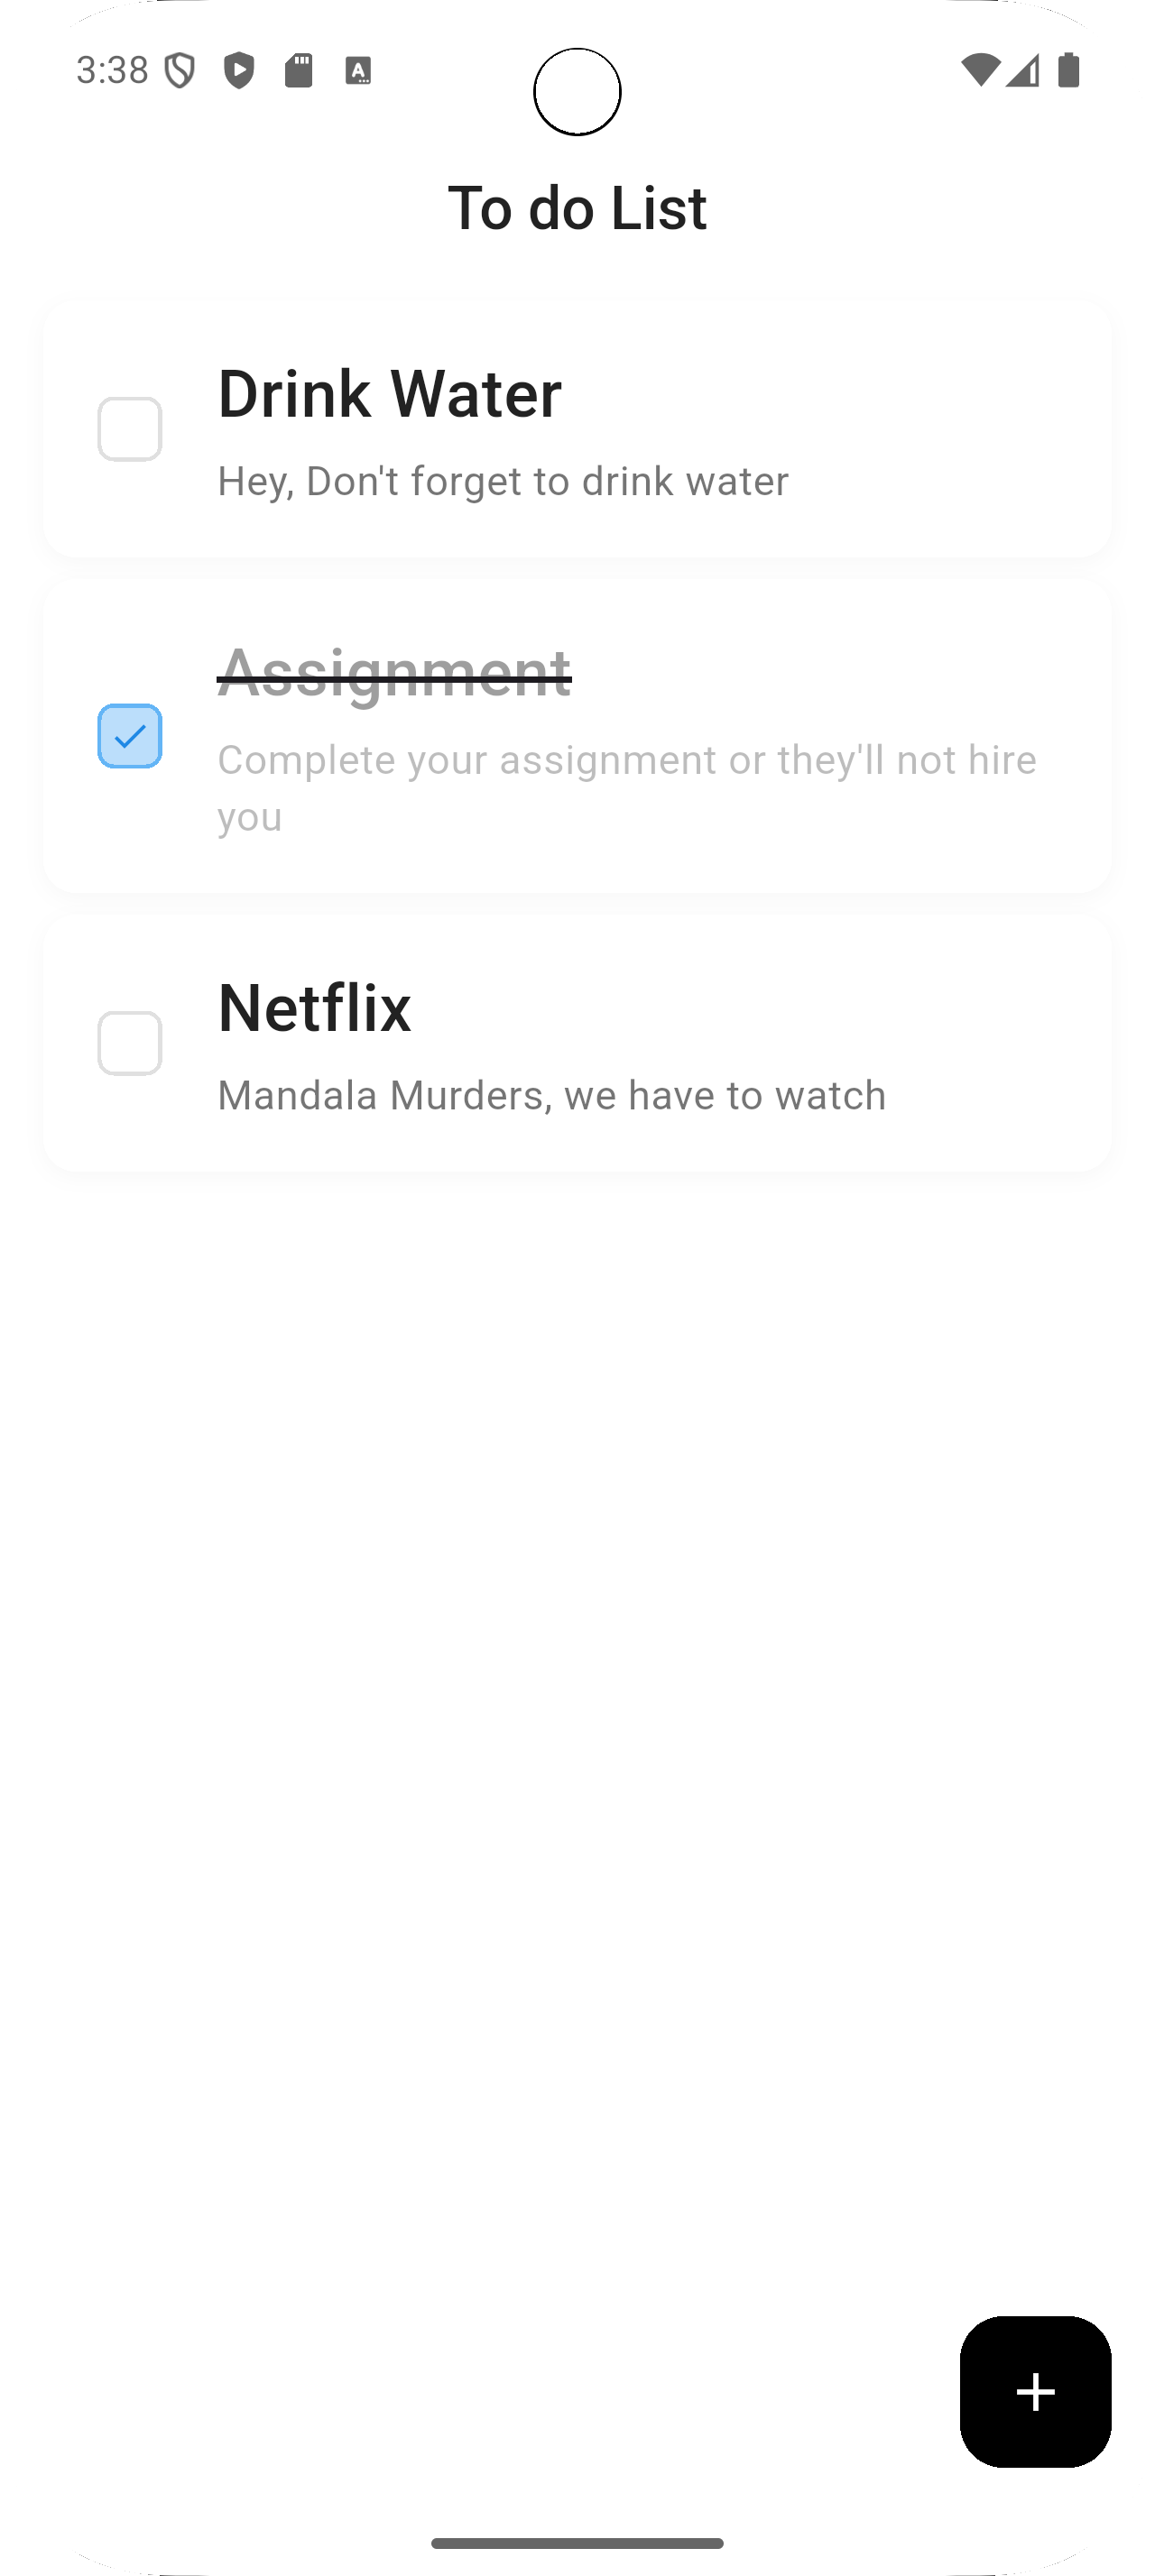 3:38
To do List
Drink Water
Hey, Don't forget to drink water
Assignment
Complete your assignment or they'll not hire
you
Netflix
Mandala Murders, we have to watch